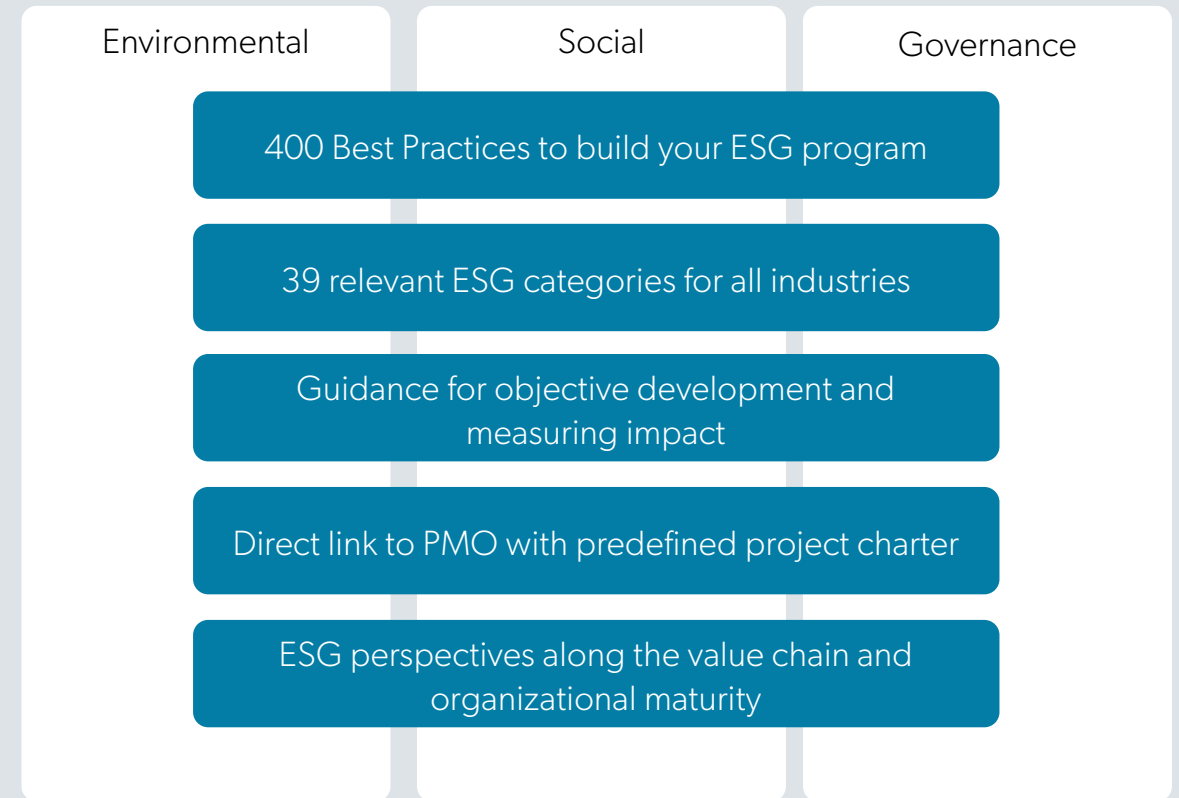 Environmental
Social
Governance
400 Best Practices to build your ESG program
39 relevant ESG categories for all industries
Guidance for objective development and
measuring impact
Direct link to PMO with predefined project charter
ESG perspectives along the value chain and
organizational maturity